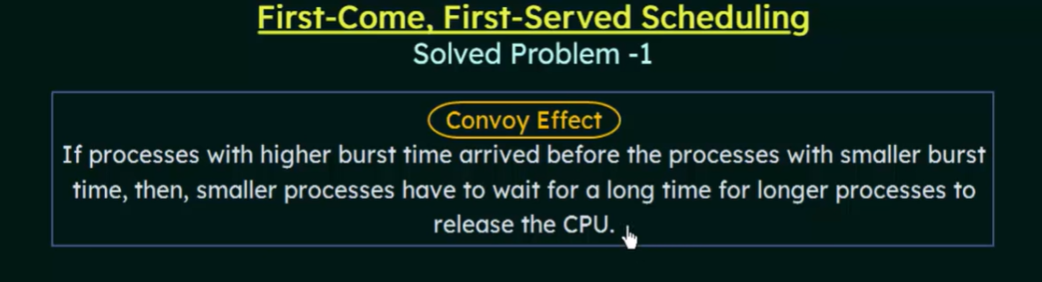 First-Come, First-Served Scheduling
Solved Problem -1
Convoy Effect
If processes with higher burst time arrived before the processes with smaller burst
time, then, smaller processes have to wait for a long time for longer processes to
release the CPU.